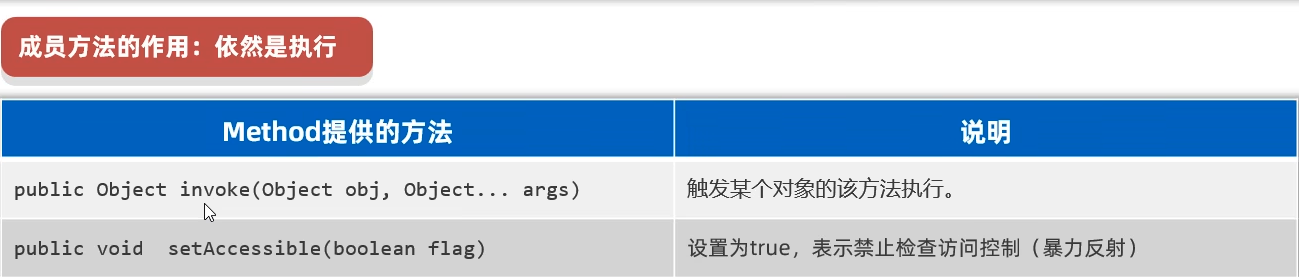 成员方法的作用：依然是执行
Method提供的方法
说明
public Object invoke(Object obj, Object... args)
触发某个对象的该方法执行。
public void  setAccessible(boolean flag)
设置为true，表示禁止检查访问控制（暴力反射）